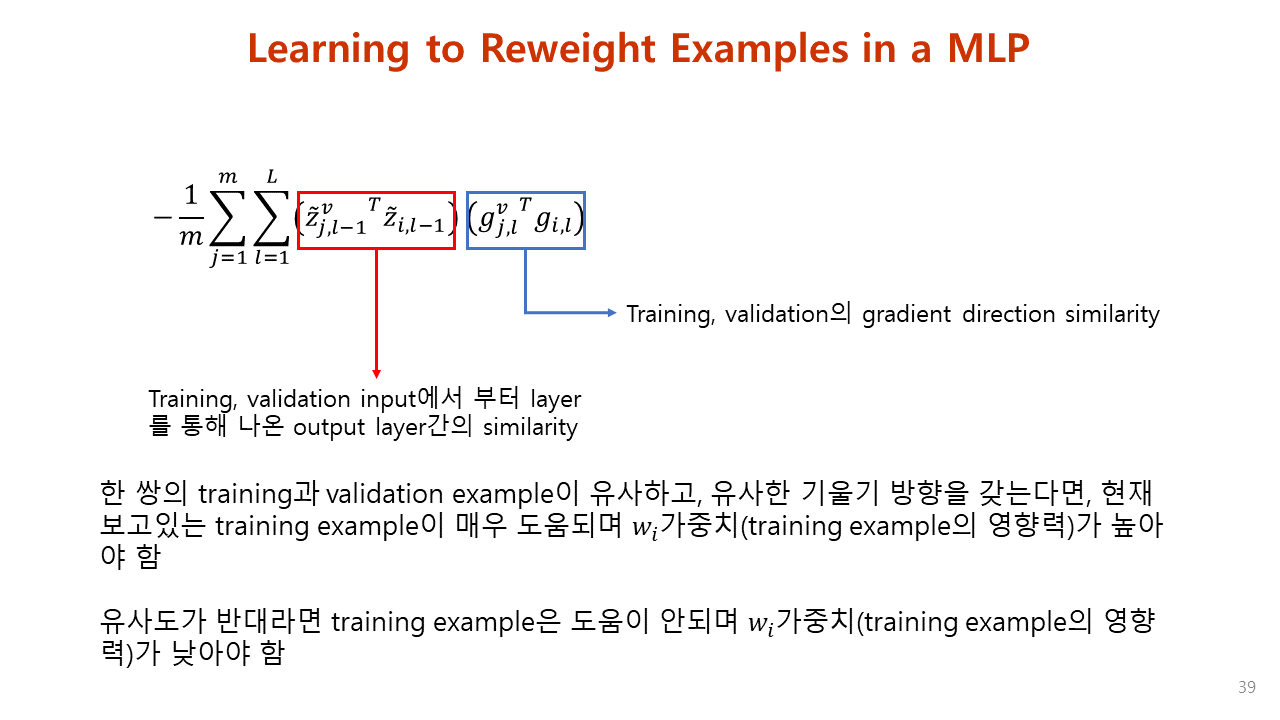 Learning to Reweight Examples in a MLP
$-\frac{1}{m}\sum_{j=1}^{m}\sum_{l=1}^{L}(\tilde{z}_{j,l-1}^{v}{}^{T}\tilde{z}_{i,l-1})(g_{j,l}^{v}{}^{T}g_{i,l})$
Training, validation의 gradient direction similarity
Training, validation input에서 부터 layer
를 통해 나온 output layer간의 similarity
한 쌍의 training과 validation example이 유사하고, 유사한 기울기 방향을 갖는다면, 현재
보고있는 training example이 매우 도움되며 $w_i$가중치(training example의 영향력)가 높아
야 함
유사도가 반대라면 training example은 도움이 안되며 $w_i$가중치(training example의 영향
력)가 낮아야 함
39